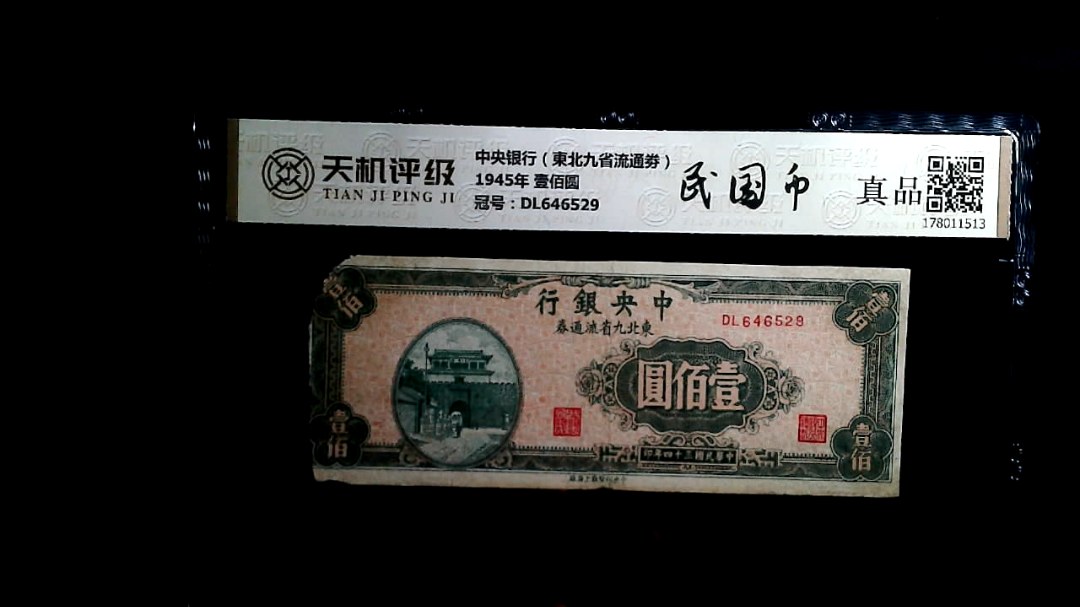 天机评级
TIAN JI PING JI
中央银行（東北九省流通券）
1945年 壹佰圆
冠号：DL646529
民国币
真品
178011513
行銀央中
券通流省九北東
DL646529
壹佰
壹佰
圓佰壹
壹佰
壹佰
印年四十三國民華中